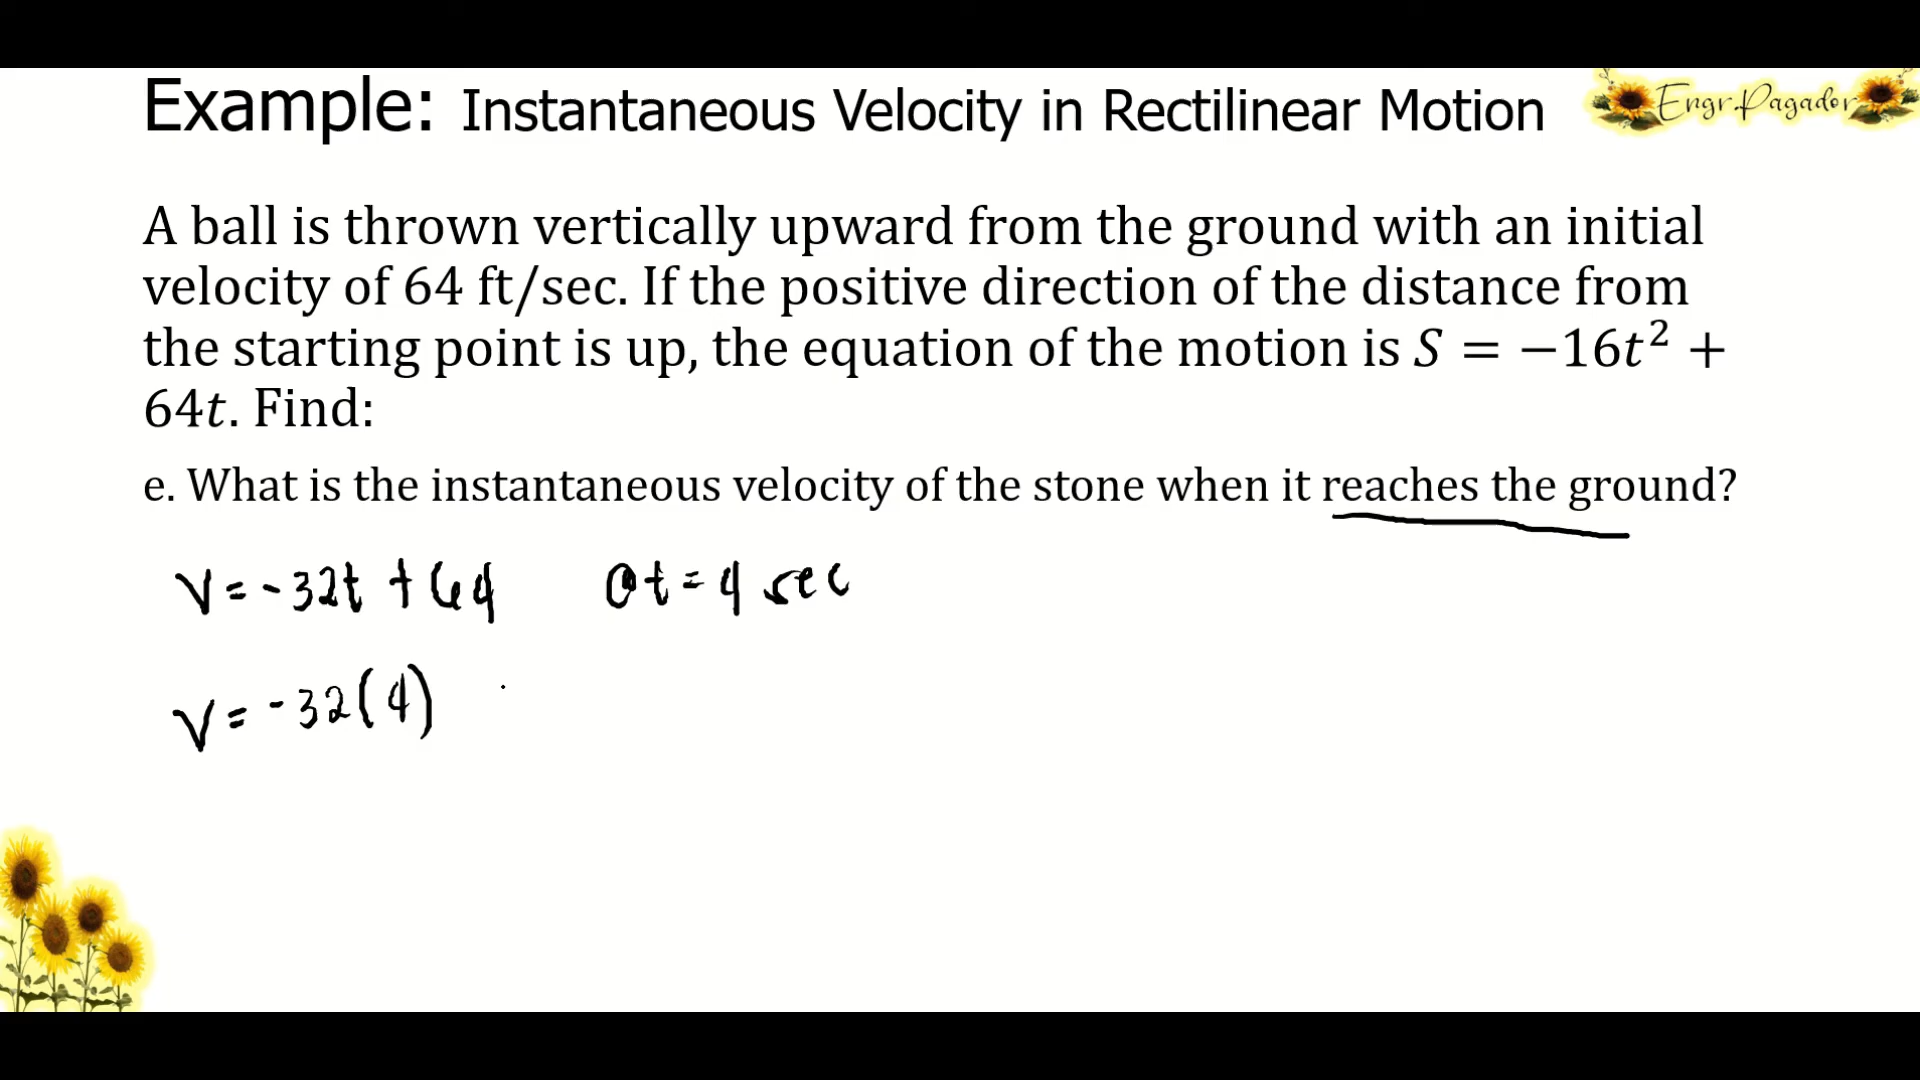 Example: Instantaneous Velocity in Rectilinear Motion
Engr.Pagador
A ball is thrown vertically upward from the ground with an initial
velocity of 64 ft/sec. If the positive direction of the distance from
the starting point is up, the equation of the motion is S = −16t² +
64t. Find:
e. What is the instantaneous velocity of the stone when it reaches the ground?
V = -32t + 64 @t = 4 sec
V = -32(4)